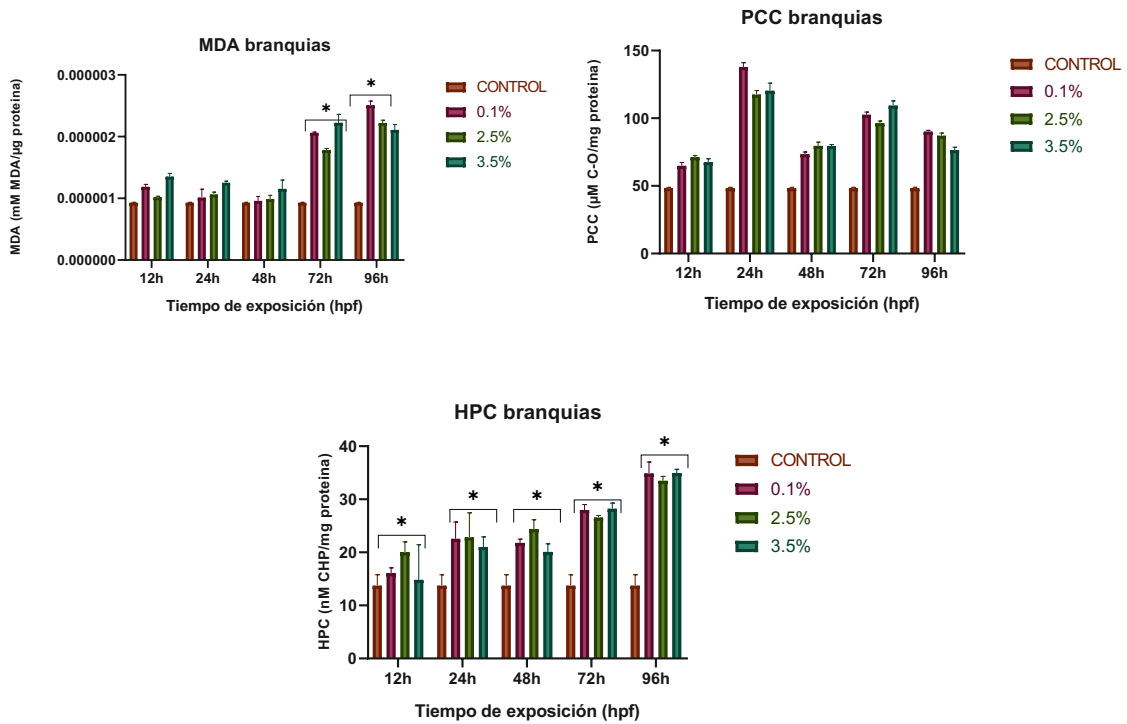 MDA branquias
MDA (mM MDA/µg proteina)
0.000003
0.000002
0.000001
0.000000
*
*
12h 24h 48h 72h 96h
Tiempo de exposición (hpf)
CONTROL
0.1%
2.5%
3.5%
PCC branquias
PCC (µM C-O/mg proteina)
150
100
50
0
12h 24h 48h 72h 96h
Tiempo de exposición (hpf)
CONTROL
0.1%
2.5%
3.5%
HPC branquias
HPC (nM CHP/mg proteina)
40
30
20
10
0
*
*
*
*
*
12h 24h 48h 72h 96h
Tiempo de exposición (hpf)
CONTROL
0.1%
2.5%
3.5%